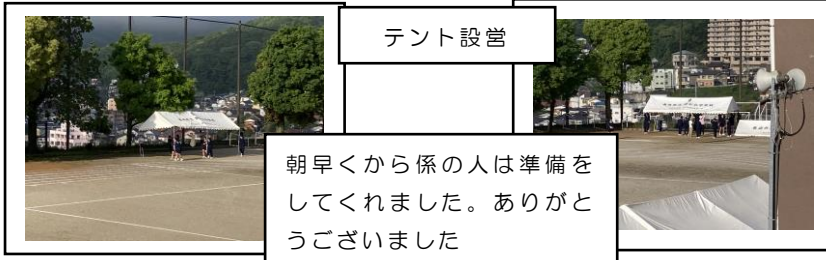 テント設営
朝早くから係の人は準備を
してくれました。ありがと
うございました